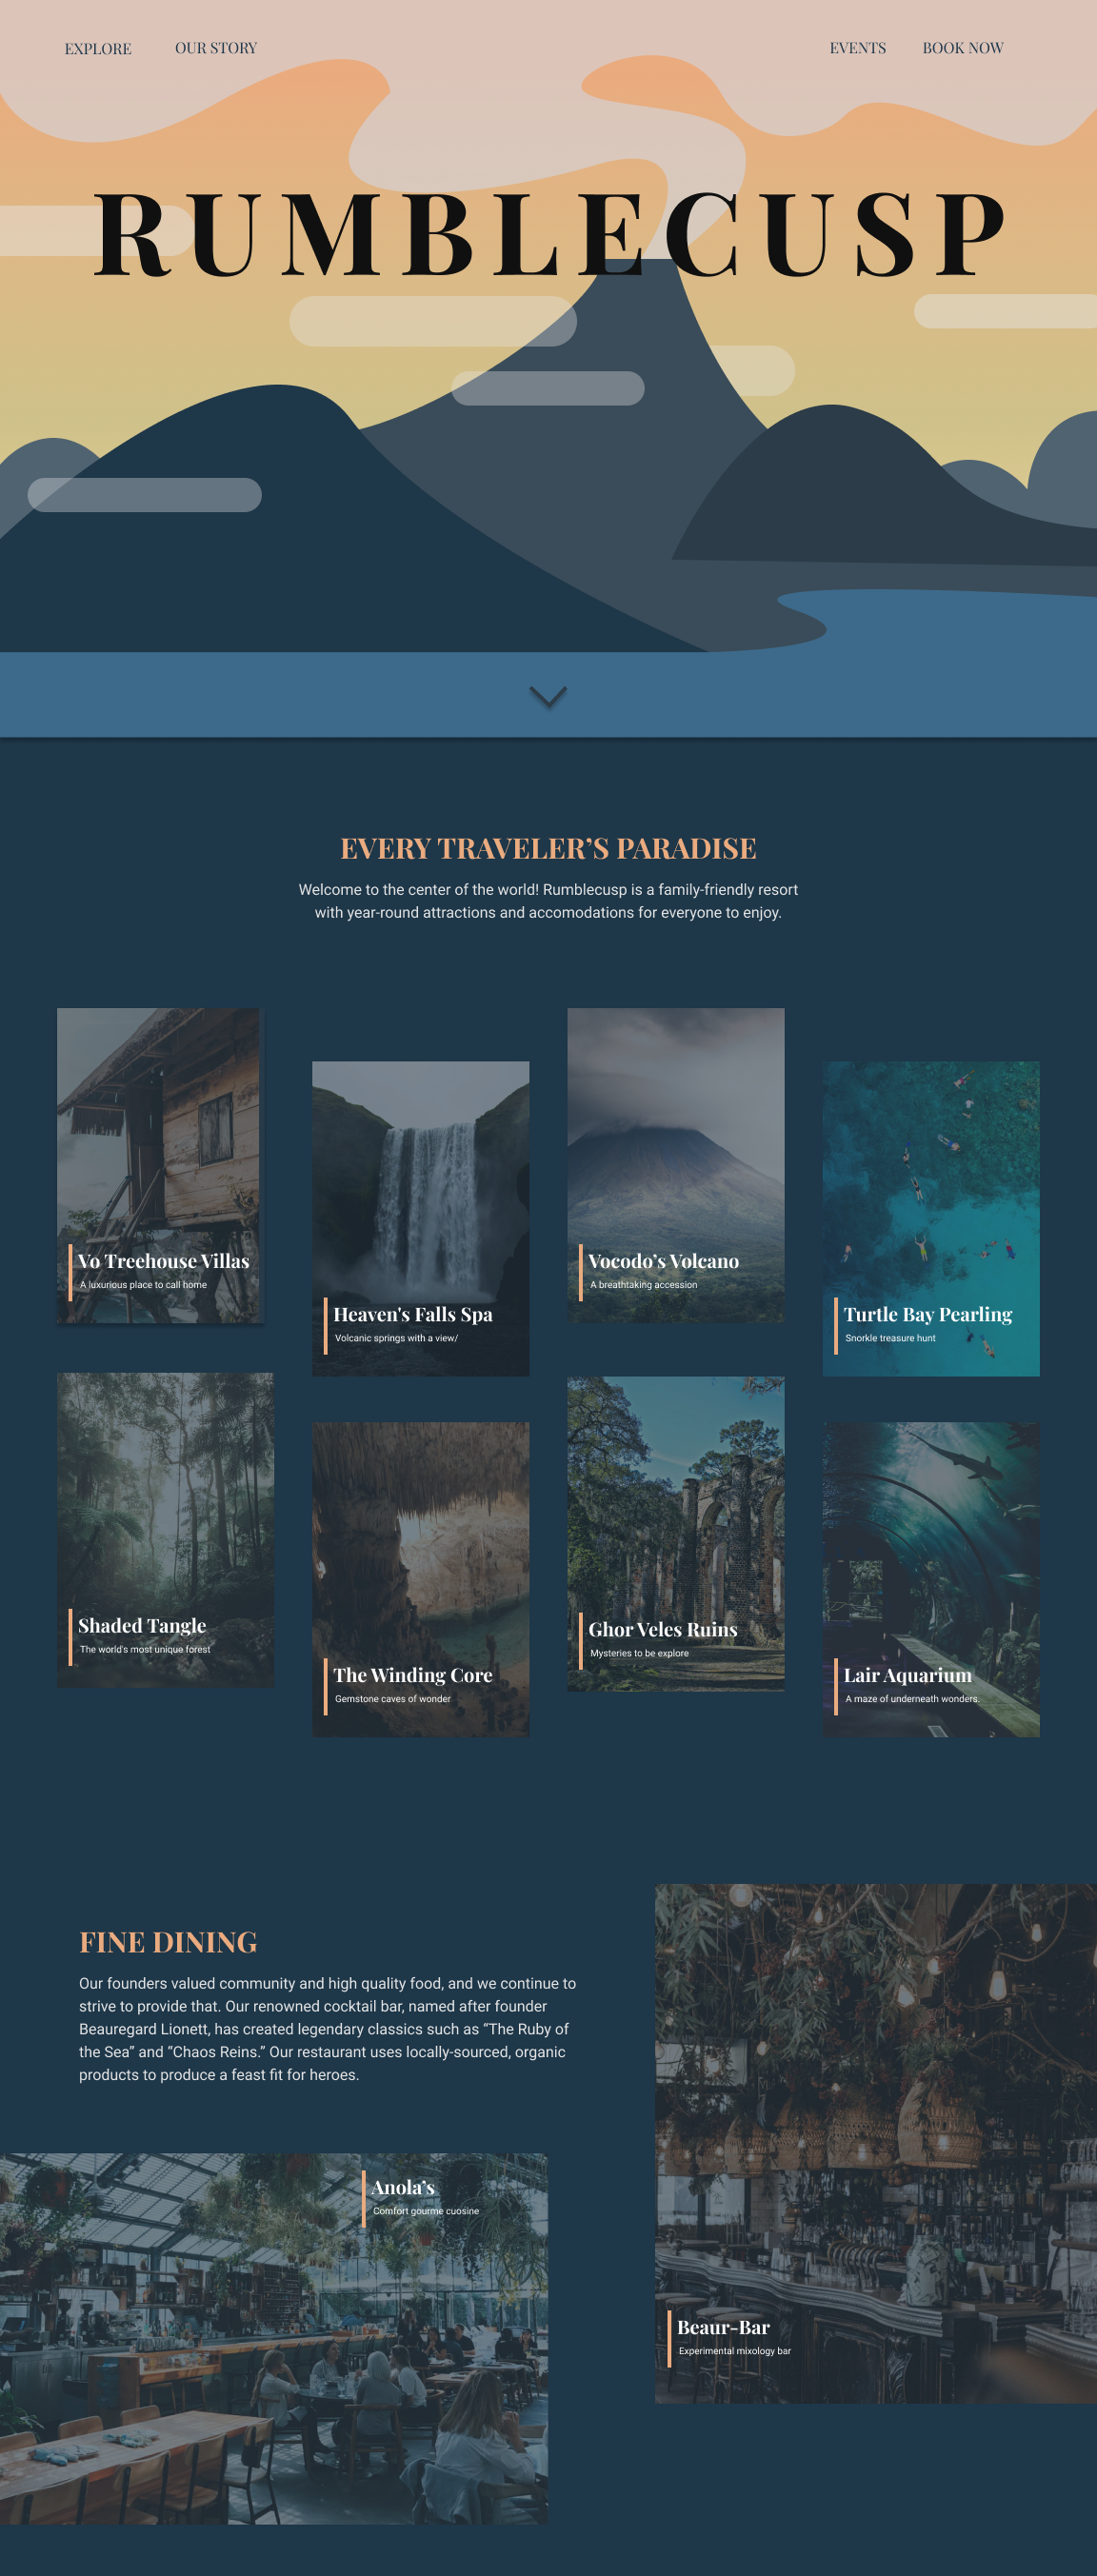 EXPLORE
OUR STORY
EVENTS
BOOK NOW
RUMBLECUSP
EVERY TRAVELER’S PARADISE
Welcome to the center of the world! Rumblecusp is a family-friendly resort
with year-round attractions and accomodations for everyone to enjoy.
Vo Treehouse Villas
A luxurious place to call home
Heaven's Falls Spa
Volcanic springs with a view/
Vocodo’s Volcano
A breathtaking accession
Turtle Bay Pearling
Snorkle treasure hunt
Shaded Tangle
The world's most unique forest
The Winding Core
Gemstone caves of wonder
Ghor Veles Ruins
Mysteries to be explore
Lair Aquarium
A maze of underneath wonders.
FINE DINING
Our founders valued community and high quality food, and we continue to
strive to provide that. Our renowned cocktail bar, named after founder
Beauregard Lionett, has created legendary classics such as “The Ruby of
the Sea” and “Chaos Reins.” Our restaurant uses locally-sourced, organic
products to produce a feast fit for heroes.
Anola’s
Comfort gourme cuosine
Beaur-Bar
Experimental mixology bar